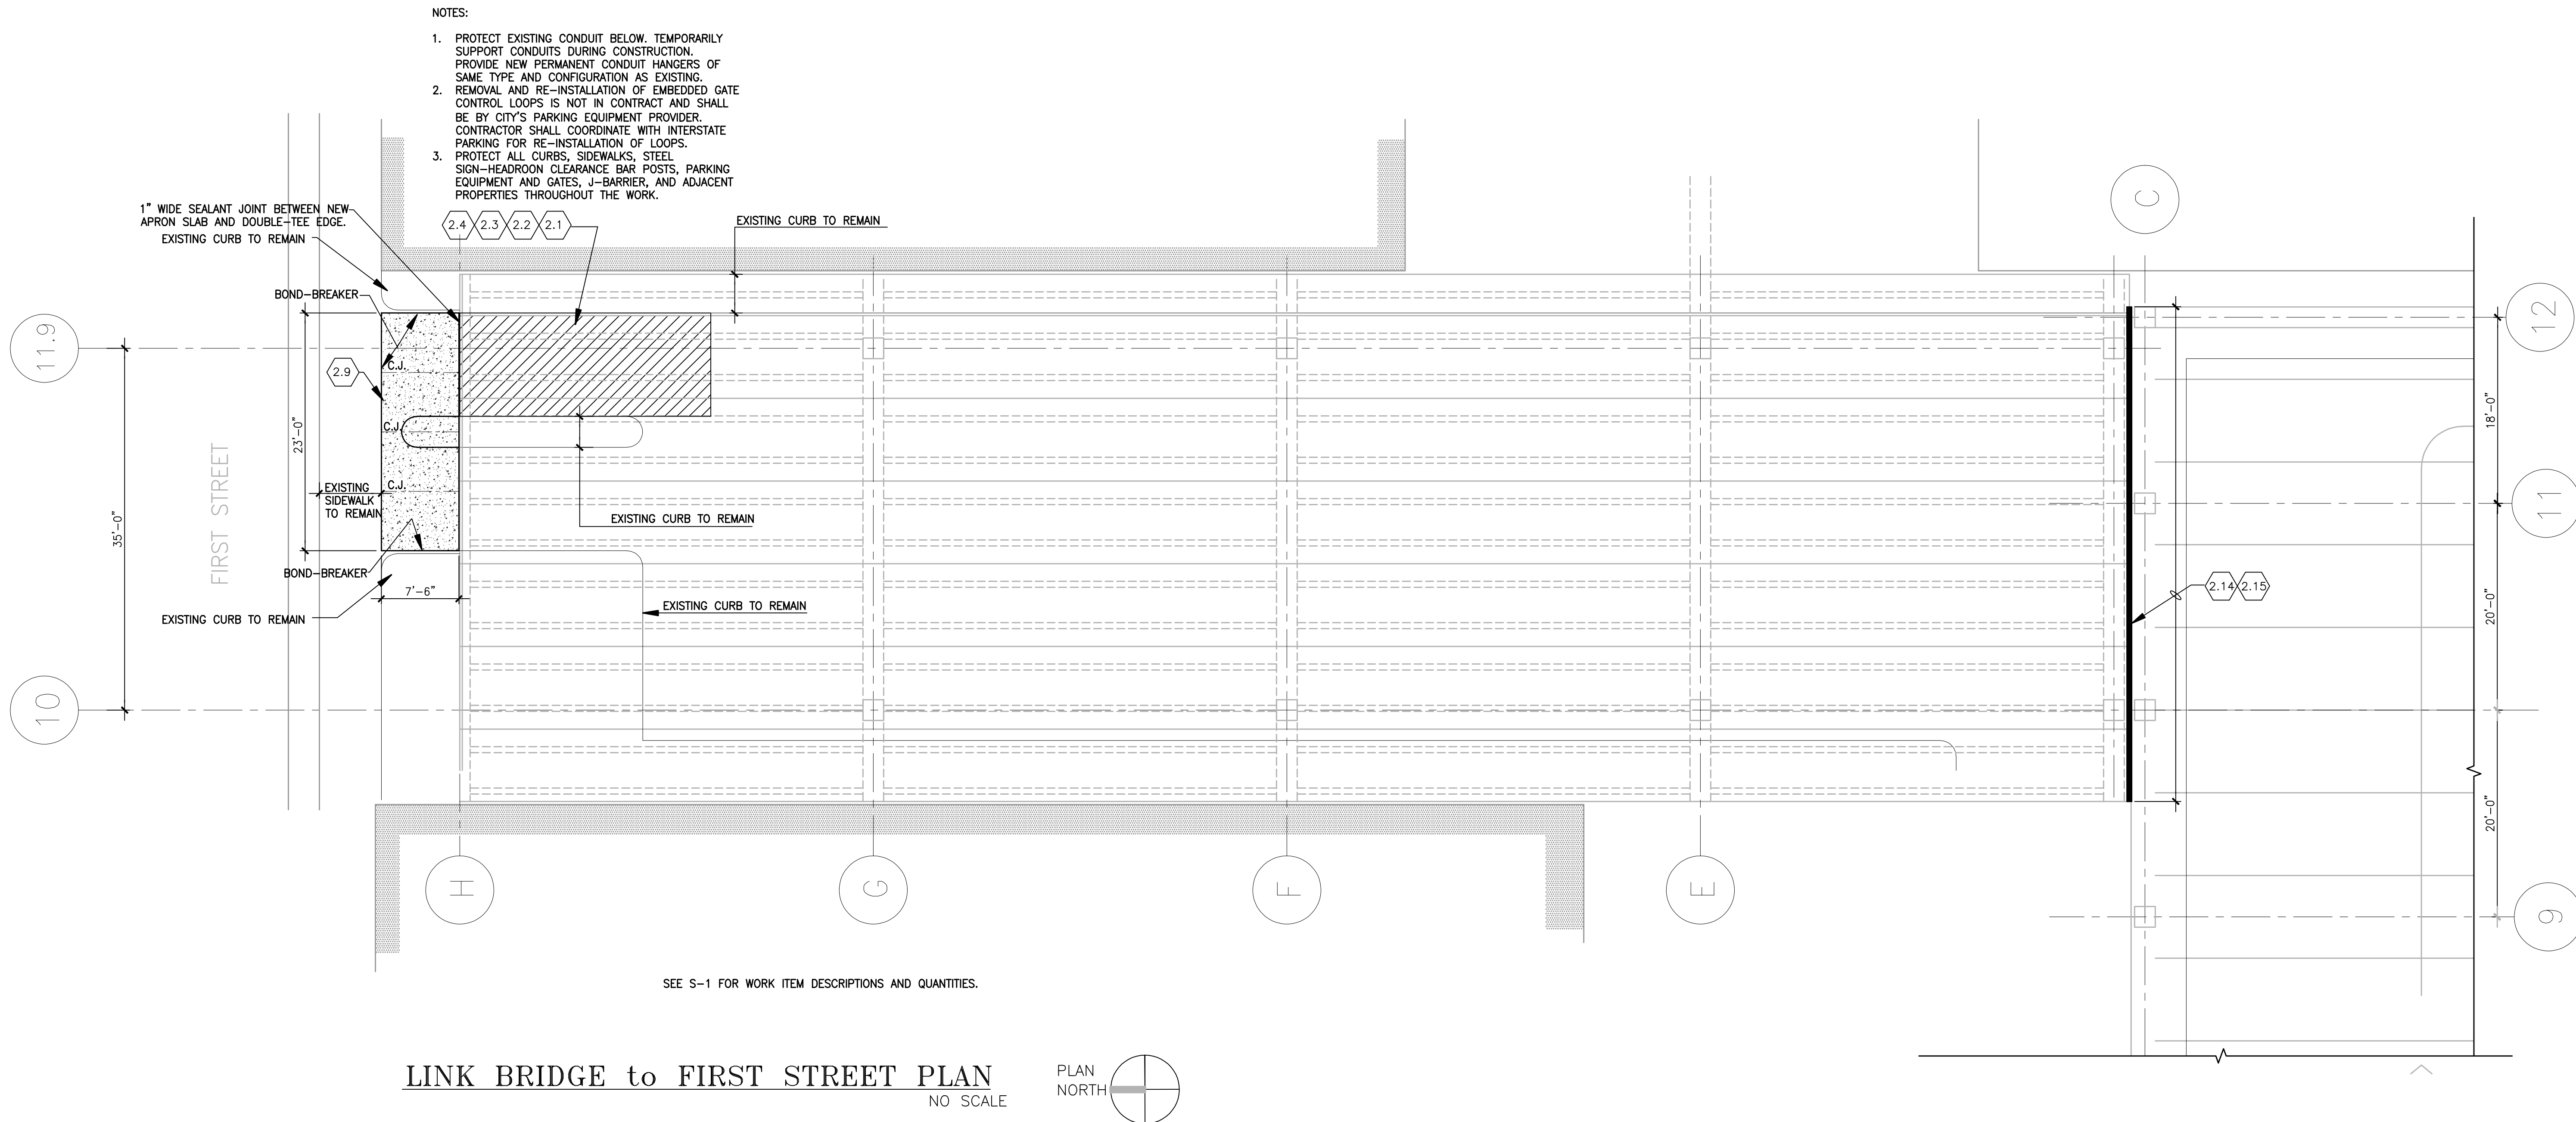 NOTES:
1. PROTECT EXISTING CONDUIT BELOW. TEMPORARILY
SUPPORT CONDUITS DURING CONSTRUCTION.
PROVIDE NEW PERMANENT CONDUIT HANGERS OF
SAME TYPE AND CONFIGURATION AS EXISTING.
2. REMOVAL AND RE-INSTALLATION OF EMBEDDED GATE
CONTROL LOOPS IS NOT IN CONTRACT AND SHALL
BE BY CITY'S PARKING EQUIPMENT PROVIDER.
CONTRACTOR SHALL COORDINATE WITH INTERSTATE
PARKING FOR RE-INSTALLATION OF LOOPS.
3. PROTECT ALL CURBS, SIDEWALKS, STEEL
SIGN-HEADROON CLEARANCE BAR POSTS, PARKING
EQUIPMENT AND GATES, J-BARRIER, AND ADJACENT
PROPERTIES THROUGHOUT THE WORK.
1" WIDE SEALANT JOINT BETWEEN NEW
APRON SLAB AND DOUBLE-TEE EDGE.
EXISTING CURB TO REMAIN
2.4 2.3 2.2 2.1
EXISTING CURB TO REMAIN
C
BOND-BREAKER
11.9
12
2.9
C.J.
C.J.
C.J.
23'-0"
18'-0"
FIRST STREET
35'-0"
EXISTING
SIDEWALK
TO REMAIN
EXISTING CURB TO REMAIN
11
BOND-BREAKER
7'-6"
EXISTING CURB TO REMAIN
EXISTING CURB TO REMAIN
2.14 2.15
20'-0"
10
20'-0"
H
G
F
E
9
SEE S-1 FOR WORK ITEM DESCRIPTIONS AND QUANTITIES.
LINK BRIDGE to FIRST STREET PLAN
NO SCALE
PLAN
NORTH